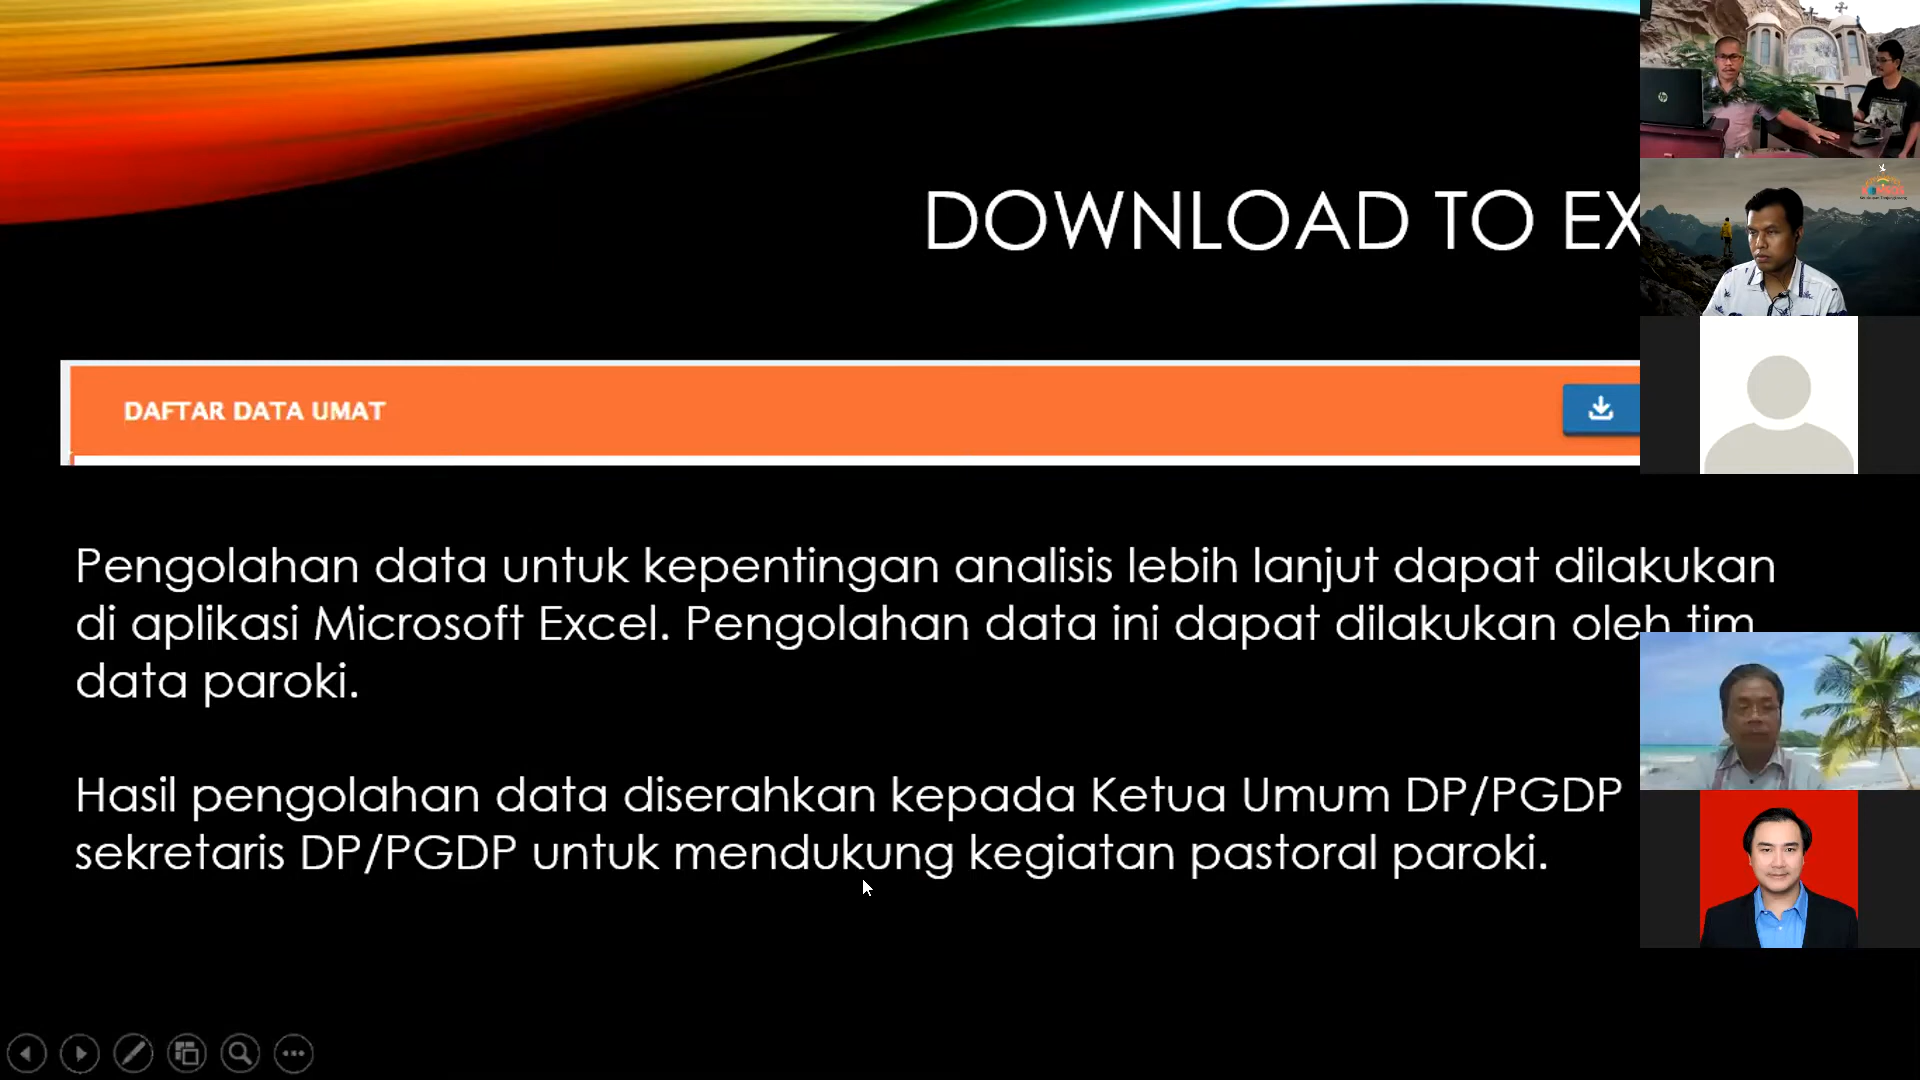 DOWNLOAD TO EX
DAFTAR DATA UMAT
Pengolahan data untuk kepentingan analisis lebih lanjut dapat dilakukan
di aplikasi Microsoft Excel. Pengolahan data ini dapat dilakukan oleh tim
data paroki.
Hasil pengolahan data diserahkan kepada Ketua Umum DP/PGDP
sekretaris DP/PGDP untuk mendukung kegiatan pastoral paroki.